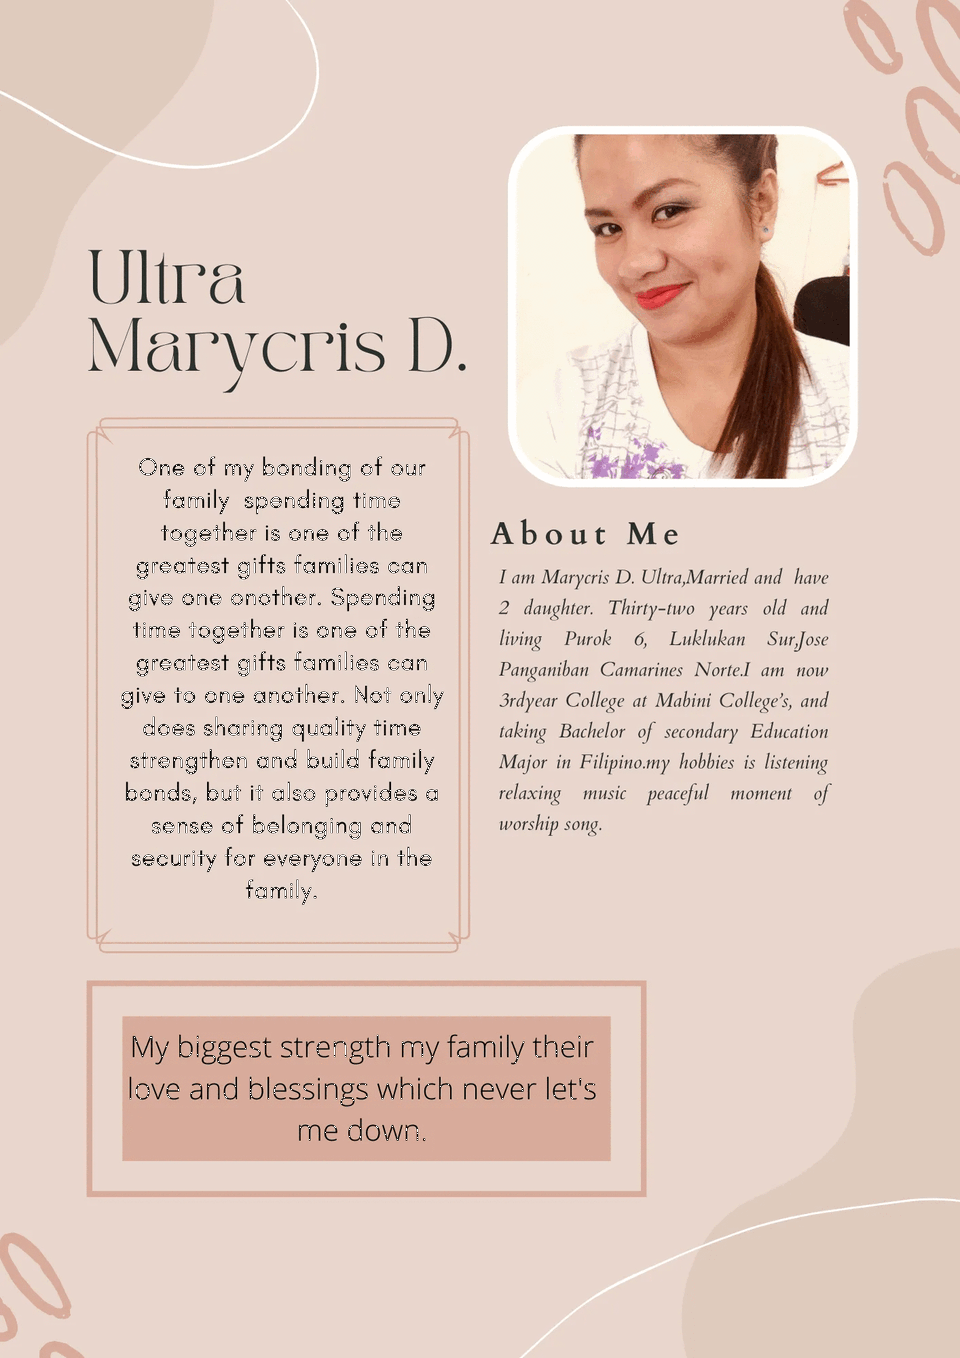 Ultra
Marycris D.
One of my bonding of our
family spending time
together is one of the
greatest gifts families can
give one onother. Spending
time together is one of the
greatest gifts families can
give to one another. Not only
does sharing quality time
strengthen and build family
bonds, but it also provides a
sense of belonging and
security for everyone in the
family.
About Me
I am Marycris D. Ultra,Married and have
2 daughter. Thirty-two years old and
living Purok 6, Luklukan Sur,Jose
Panganiban Camarines Norte.I am now
3rdyear College at Mabini College's, and
taking Bachelor of secondary Education
Major in Filipino.my hobbies is listening
relaxing music peaceful moment of
worship song.
My biggest strength my family their
love and blessings which never let's
me down.